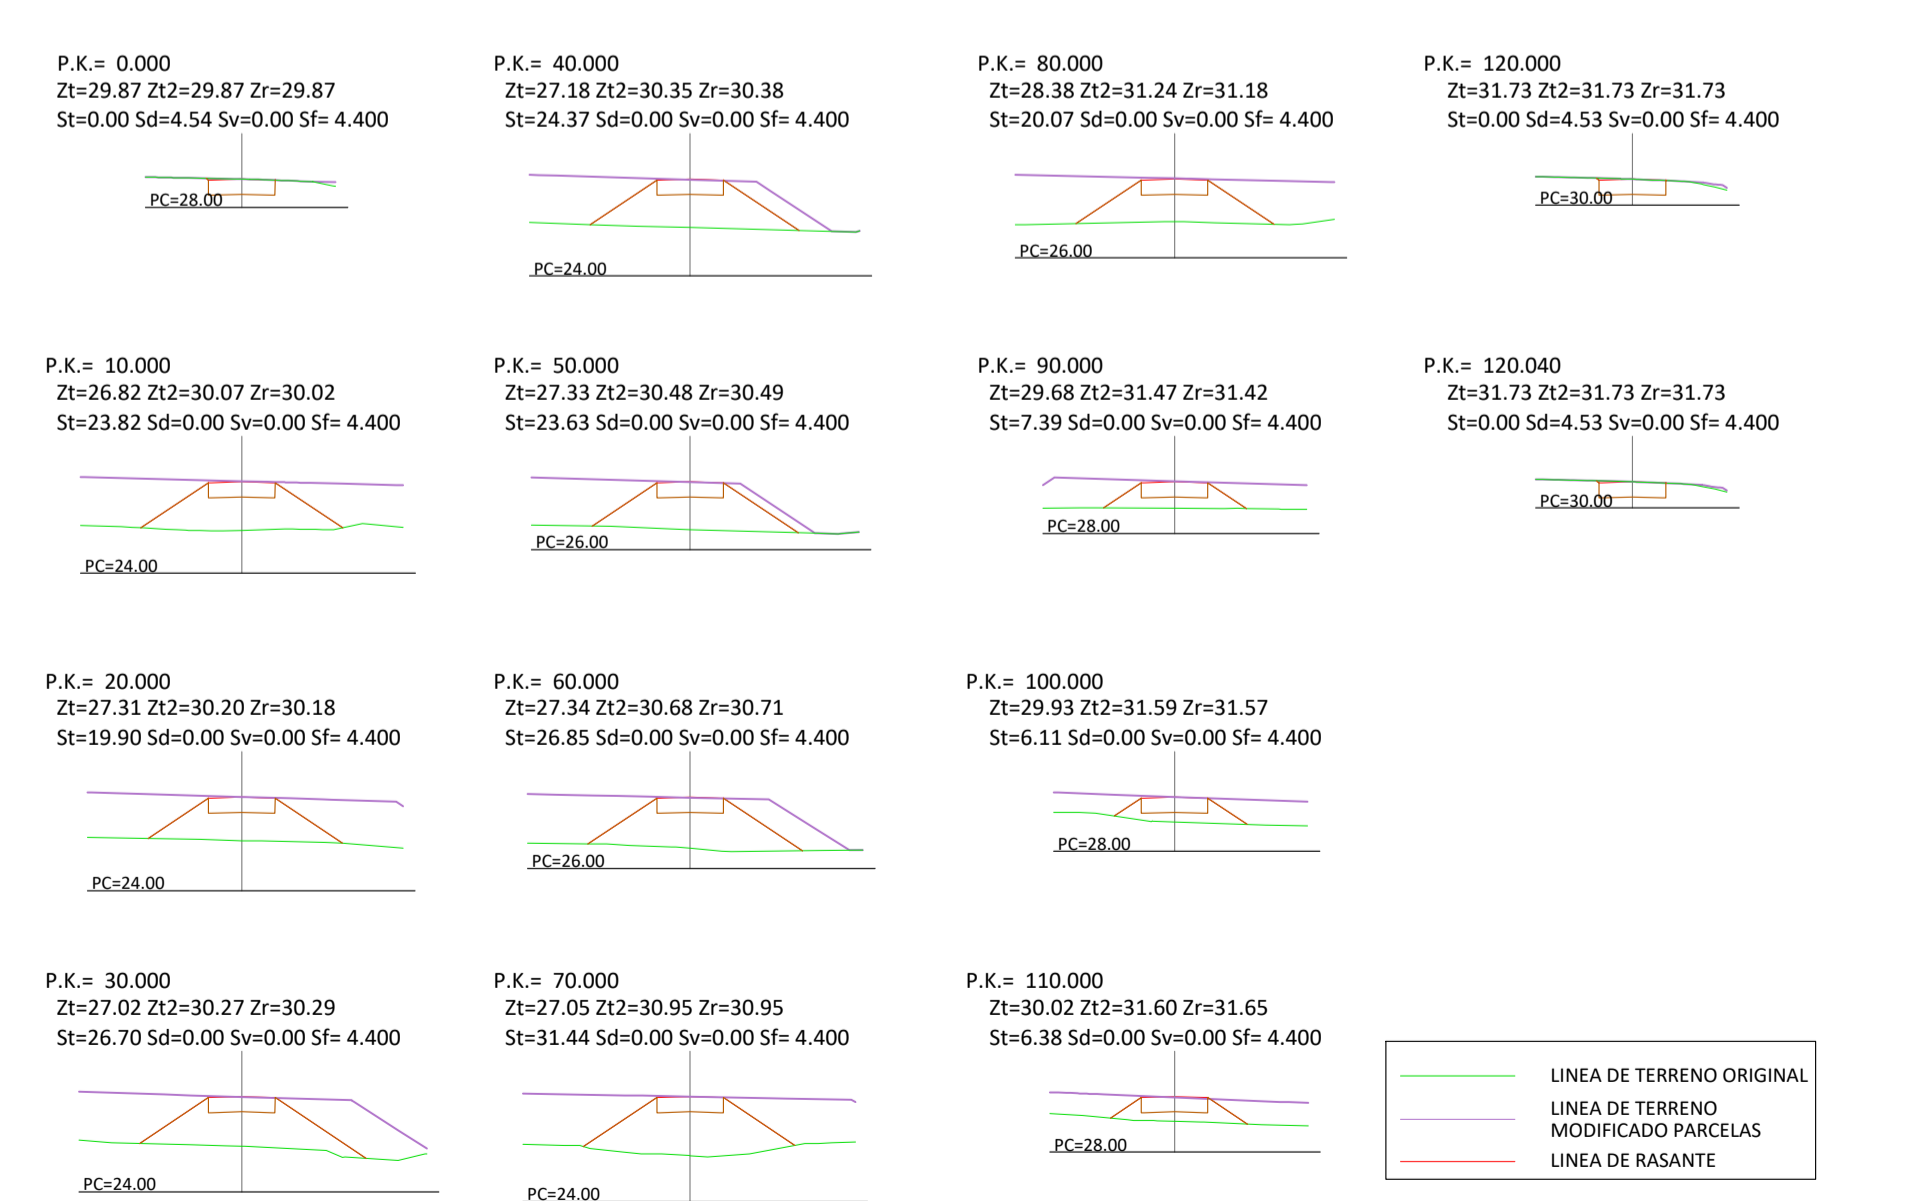 P.K.= 0.000
Zt=29.87 Zt2=29.87 Zr=29.87
St=0.00 Sd=4.54 Sv=0.00 Sf= 4.400
PC=28.00
P.K.= 40.000
Zt=27.18 Zt2=30.35 Zr=30.38
St=24.37 Sd=0.00 Sv=0.00 Sf= 4.400
PC=24.00
P.K.= 80.000
Zt=28.38 Zt2=31.24 Zr=31.18
St=20.07 Sd=0.00 Sv=0.00 Sf= 4.400
PC=26.00
P.K.= 120.000
Zt=31.73 Zt2=31.73 Zr=31.73
St=0.00 Sd=4.53 Sv=0.00 Sf= 4.400
PC=30.00
P.K.= 10.000
Zt=26.82 Zt2=30.07 Zr=30.02
St=23.82 Sd=0.00 Sv=0.00 Sf= 4.400
PC=24.00
P.K.= 50.000
Zt=27.33 Zt2=30.48 Zr=30.49
St=23.63 Sd=0.00 Sv=0.00 Sf= 4.400
PC=26.00
P.K.= 90.000
Zt=29.68 Zt2=31.47 Zr=31.42
St=7.39 Sd=0.00 Sv=0.00 Sf= 4.400
PC=28.00
P.K.= 120.040
Zt=31.73 Zt2=31.73 Zr=31.73
St=0.00 Sd=4.53 Sv=0.00 Sf= 4.400
PC=30.00
P.K.= 20.000
Zt=27.31 Zt2=30.20 Zr=30.18
St=19.90 Sd=0.00 Sv=0.00 Sf= 4.400
PC=24.00
P.K.= 60.000
Zt=27.34 Zt2=30.68 Zr=30.71
St=26.85 Sd=0.00 Sv=0.00 Sf= 4.400
PC=26.00
P.K.= 100.000
Zt=29.93 Zt2=31.59 Zr=31.57
St=6.11 Sd=0.00 Sv=0.00 Sf= 4.400
PC=28.00
P.K.= 30.000
Zt=27.02 Zt2=30.27 Zr=30.29
St=26.70 Sd=0.00 Sv=0.00 Sf= 4.400
PC=24.00
P.K.= 70.000
Zt=27.05 Zt2=30.95 Zr=30.95
St=31.44 Sd=0.00 Sv=0.00 Sf= 4.400
PC=24.00
P.K.= 110.000
Zt=30.02 Zt2=31.60 Zr=31.65
St=6.38 Sd=0.00 Sv=0.00 Sf= 4.400
PC=28.00
LINEA DE TERRENO ORIGINAL
LINEA DE TERRENO
MODIFICADO PARCELAS
LINEA DE RASANTE